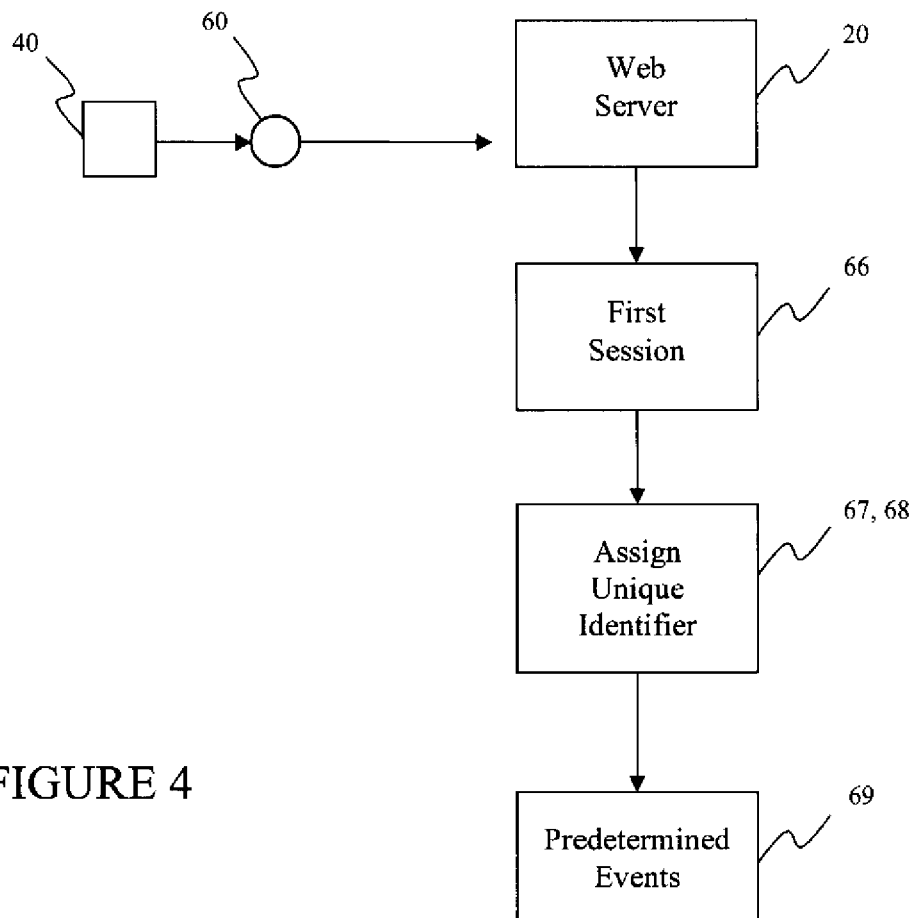 60
40
20
Web
Server
66
First
Session
67, 68
Assign
Unique
Identifier
FIGURE 4
69
Predetermined
Events